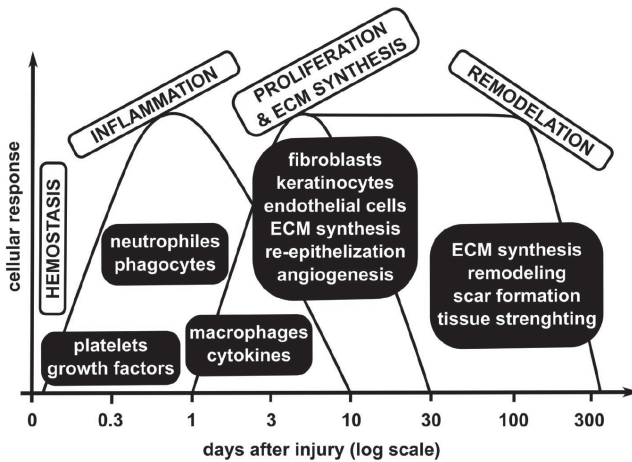 INFLAMMATION
PROLIFERATION
& ECM SYNTHESIS
REMODELATION
HEMOSTASIS
cellular response
fibroblasts
keratinocytes
endothelial cells
ECM synthesis
re-epithelization
angiogenesis
neutrophiles
phagocytes
ECM synthesis
remodeling
scar formation
tissue strenghting
platelets
growth factors
macrophages
cytokines
0 0.3 1 3 10 30 100 300
days after injury (log scale)